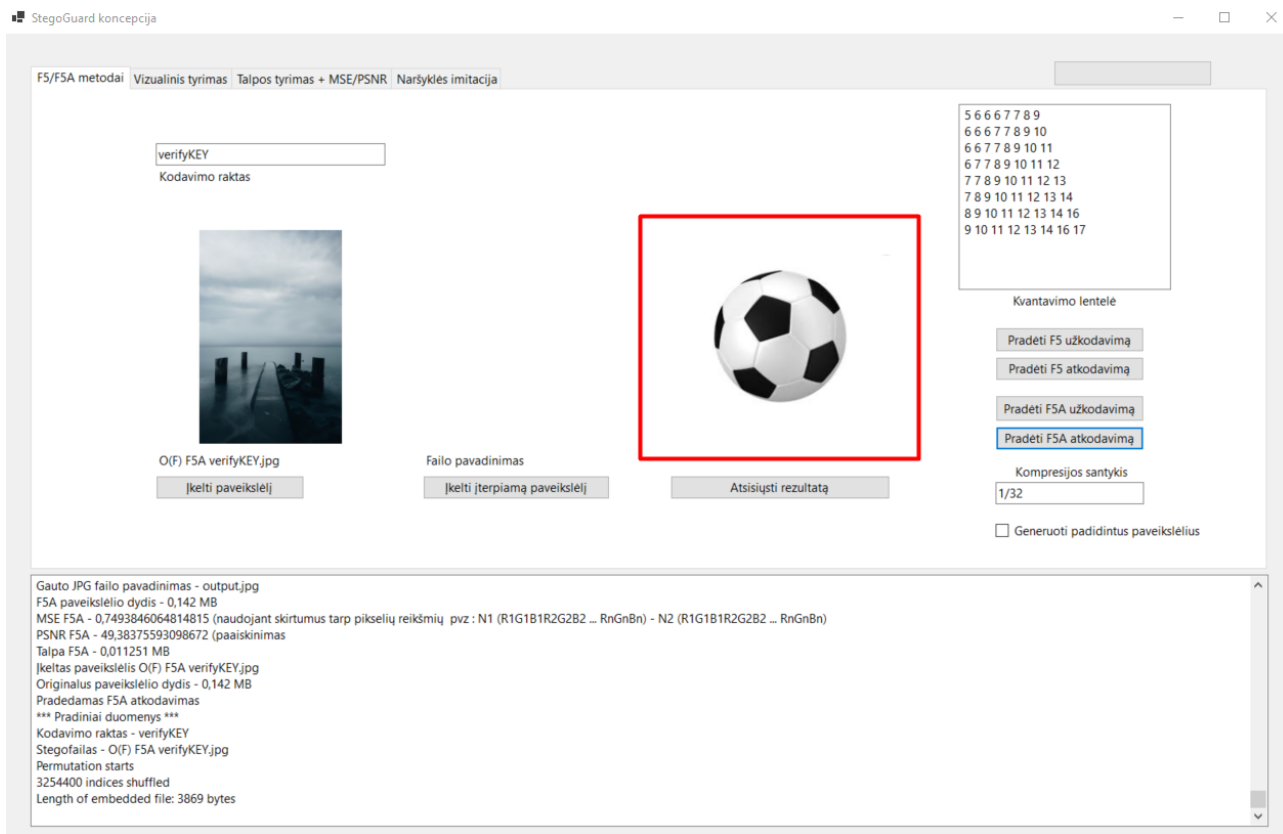 StegoGuard koncepcija
F5/F5A metodai Vizualinis tyrimas Talpos tyrimas + MSE/PSNR Naršyklės imitacija
verifyKEY
Kodavimo raktas
5 6 6 6 7 7 8 9
6 6 6 7 7 8 9 10
6 6 7 7 8 9 10 11
6 7 7 8 9 10 11 12
7 7 8 9 10 11 12 13
7 8 9 10 11 12 13 14
8 9 10 11 12 13 14 16
9 10 11 12 13 14 16 17
Kvantavimo lentelė
Pradėti F5 užkodavimą
Pradėti F5 atkodavimą
Pradėti F5A užkodavimą
Pradėti F5A atkodavimą
O(F) F5A verifyKEY.jpg
Failo pavadinimas
Įkelti paveikslėlį
Įkelti įterpiamą paveikslėlį
Atsisiųsti rezultatą
Kompresijos santykis
1/32
Generuoti padidintus paveikslėlius
Gauto JPG failo pavadinimas - output.jpg
F5A paveikslėlio dydis - 0,142 MB
MSE F5A - 0,7493846064814815 (naudojant skirtumus tarp pikselių reikšmių pvz : N1 (R1G1B1R2G2B2 ... RnGnBn) - N2 (R1G1B1R2G2B2 ... RnGnBn)
PSNR F5A - 49,38375593098672 (paaiskinimas
Talpa F5A - 0,011251 MB
Įkeltas paveikslėlis O(F) F5A verifyKEY.jpg
Originalus paveikslėlio dydis - 0,142 MB
Pradedamas F5A atkodavimas
*** Pradiniai duomenys ***
Kodavimo raktas - verifyKEY
Stegofailas - O(F) F5A verifyKEY.jpg
Permutation starts
3254400 indices shuffled
Length of embedded file: 3869 bytes